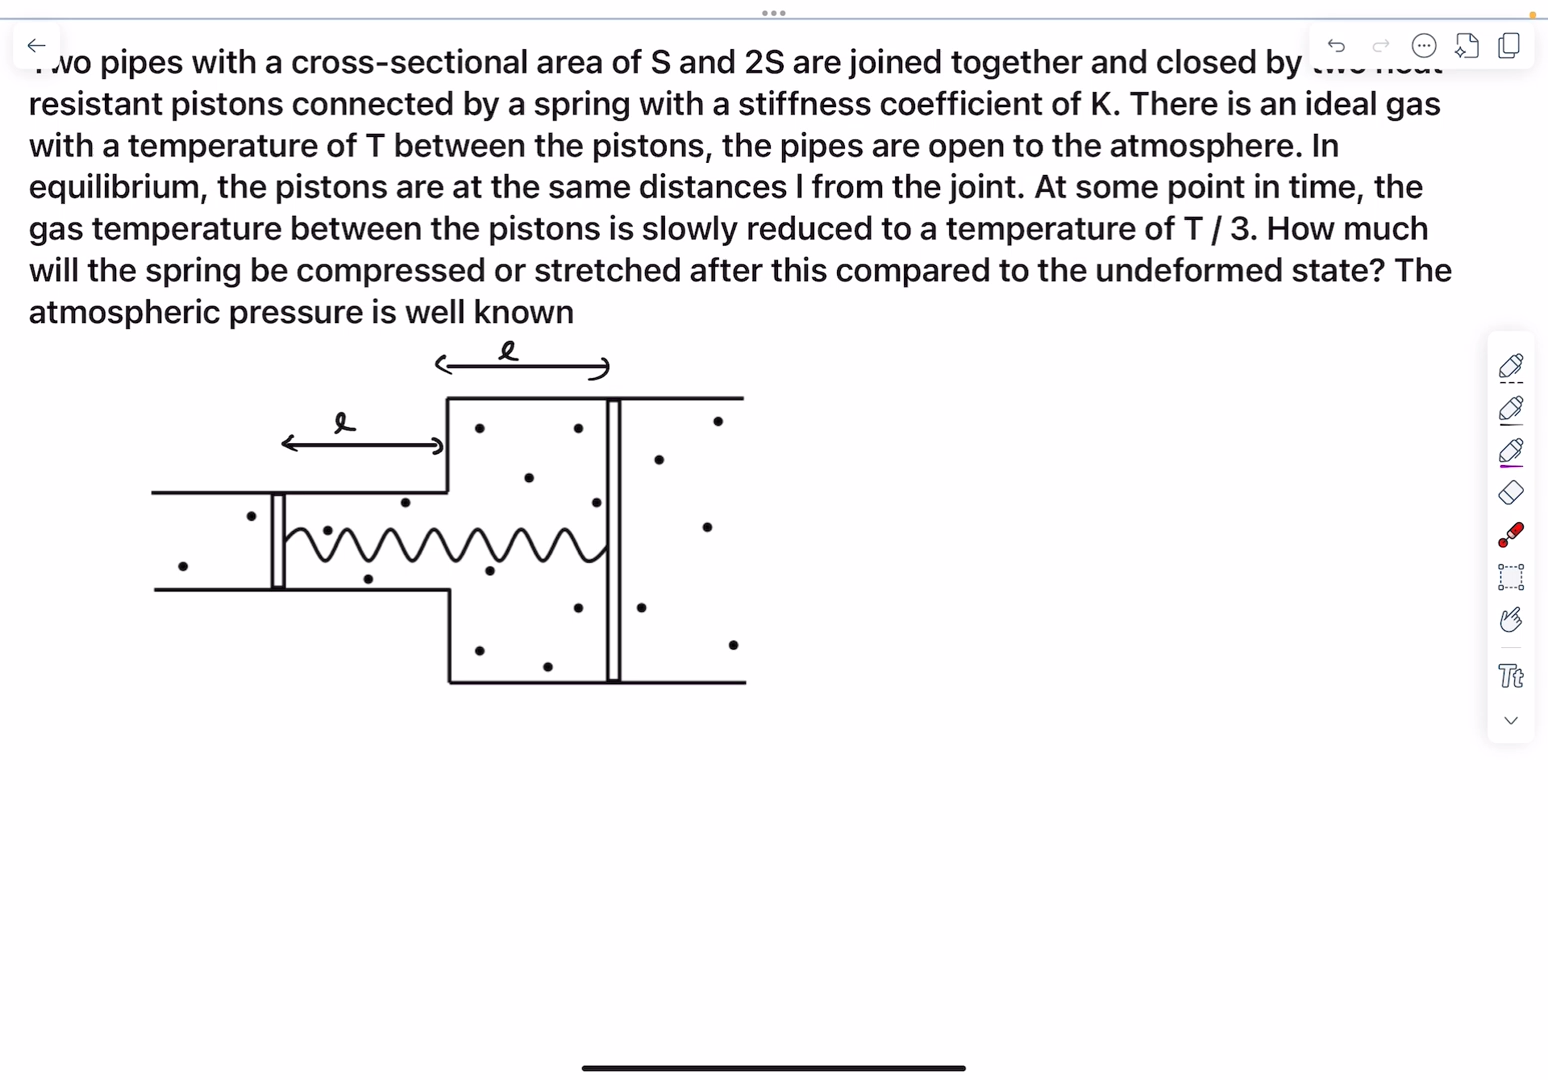 wo pipes with a cross-sectional area of S and 2S are joined together and closed by
resistant pistons connected by a spring with a stiffness coefficient of K. There is an ideal gas
with a temperature of T between the pistons, the pipes are open to the atmosphere. In
equilibrium, the pistons are at the same distances l from the joint. At some point in time, the
gas temperature between the pistons is slowly reduced to a temperature of T / 3. How much
will the spring be compressed or stretched after this compared to the undeformed state? The
atmospheric pressure is well known
l
l
Tt